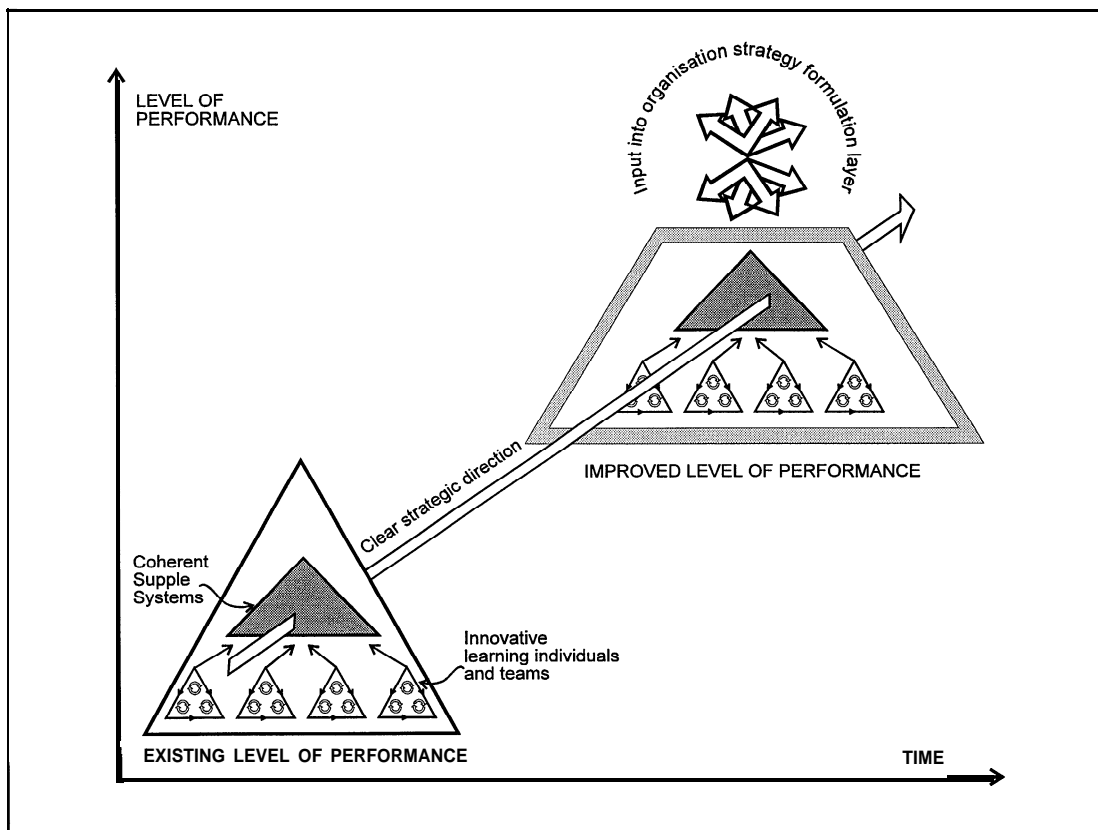 LEVEL OF
PERFORMANCE
Input into organisation strategy formulation layer
IMPROVED LEVEL OF PERFORMANCE
Clear strategic direction
Coherent
Supple
Systems
Innovative
learning individuals
and teams
EXISTING LEVEL OF PERFORMANCE
TIME